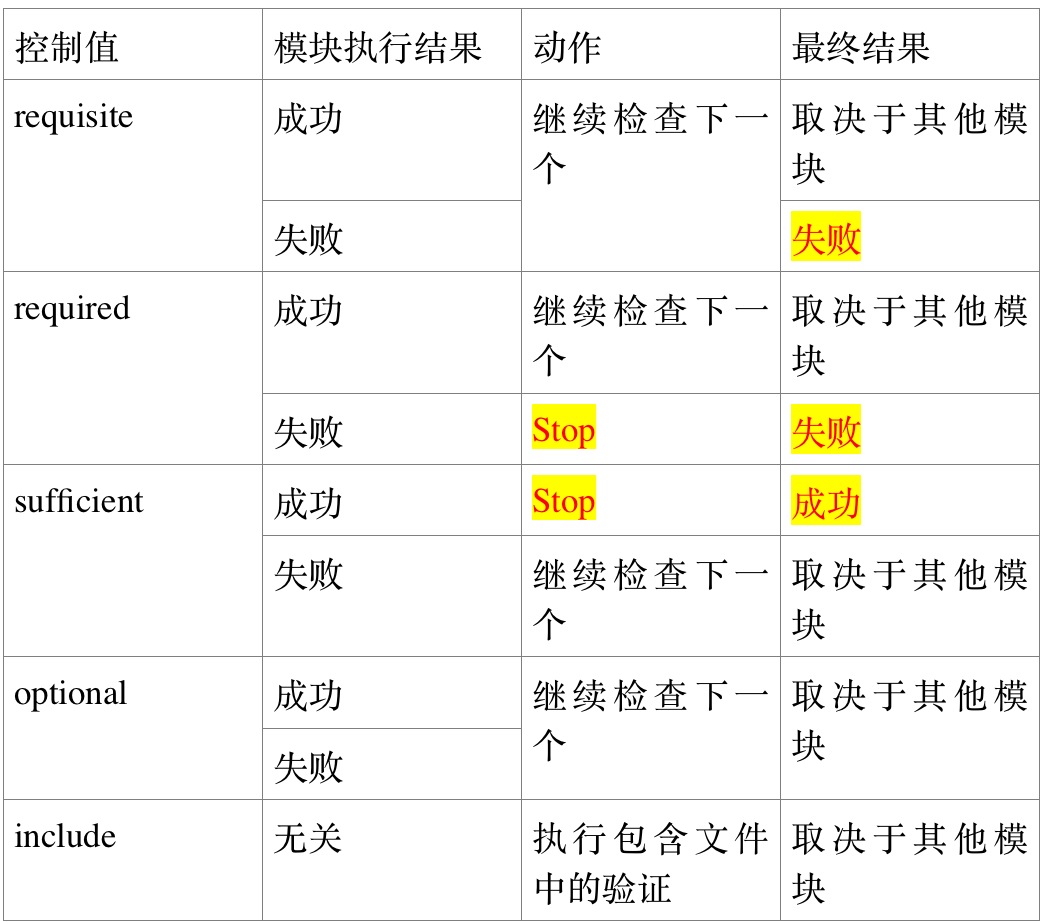 控制值 模块执行结果 动作 最终结果
requisite 成功 继续检查下一 取决于其他模
个 块
失败 失败
required 成功 继续检查下一 取决于其他模
个 块
失败 Stop 失败
sufficient 成功 Stop 成功
失败 继续检查下一 取决于其他模
个 块
optional 成功 继续检查下一 取决于其他模
个 块
失败
include 无关 执行包含文件 取决于其他模
中的验证 块